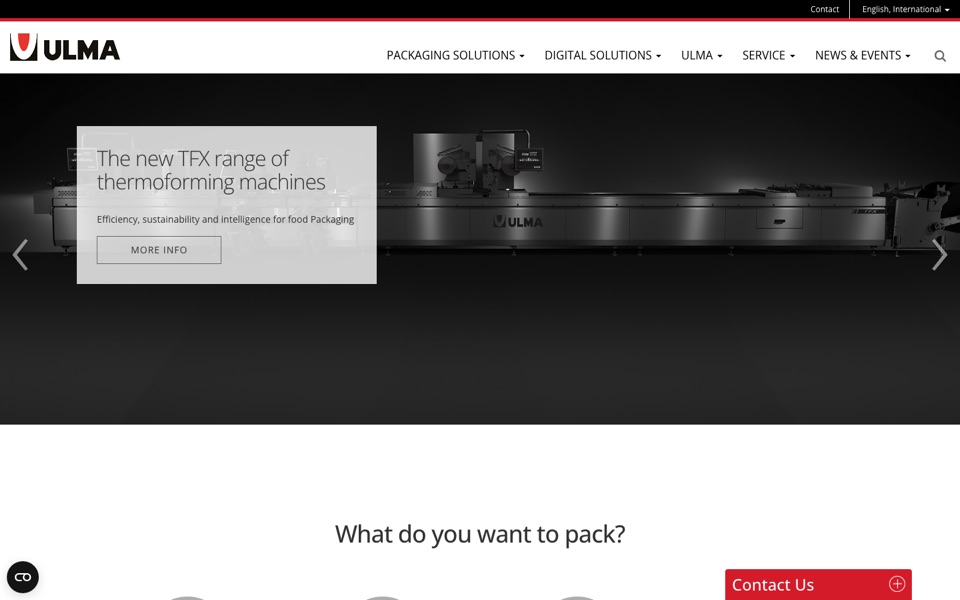 Contact
English, International
ULMA
PACKAGING SOLUTIONS
DIGITAL SOLUTIONS
ULMA
SERVICE
NEWS & EVENTS
The new TFX range of
thermoforming machines
Efficiency, sustainability and intelligence for food Packaging
MORE INFO
ULMA
What do you want to pack?
Contact Us